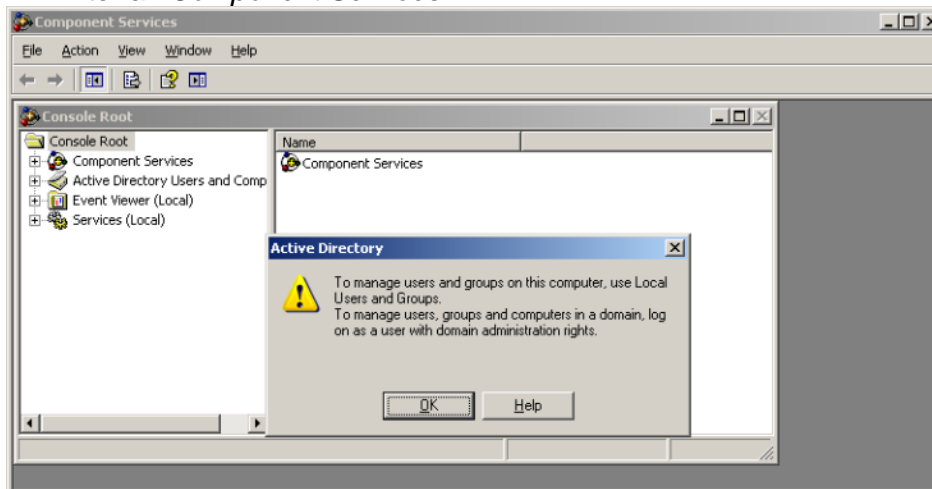 Component Services
File Action View Window Help
Console Root
Console Root
Name
Component Services
Component Services
Active Directory Users and Comp
Event Viewer (Local)
Services (Local)
Active Directory
To manage users and groups on this computer, use Local
Users and Groups.
To manage users, groups and computers in a domain, log
on as a user with domain administration rights.
OK Help